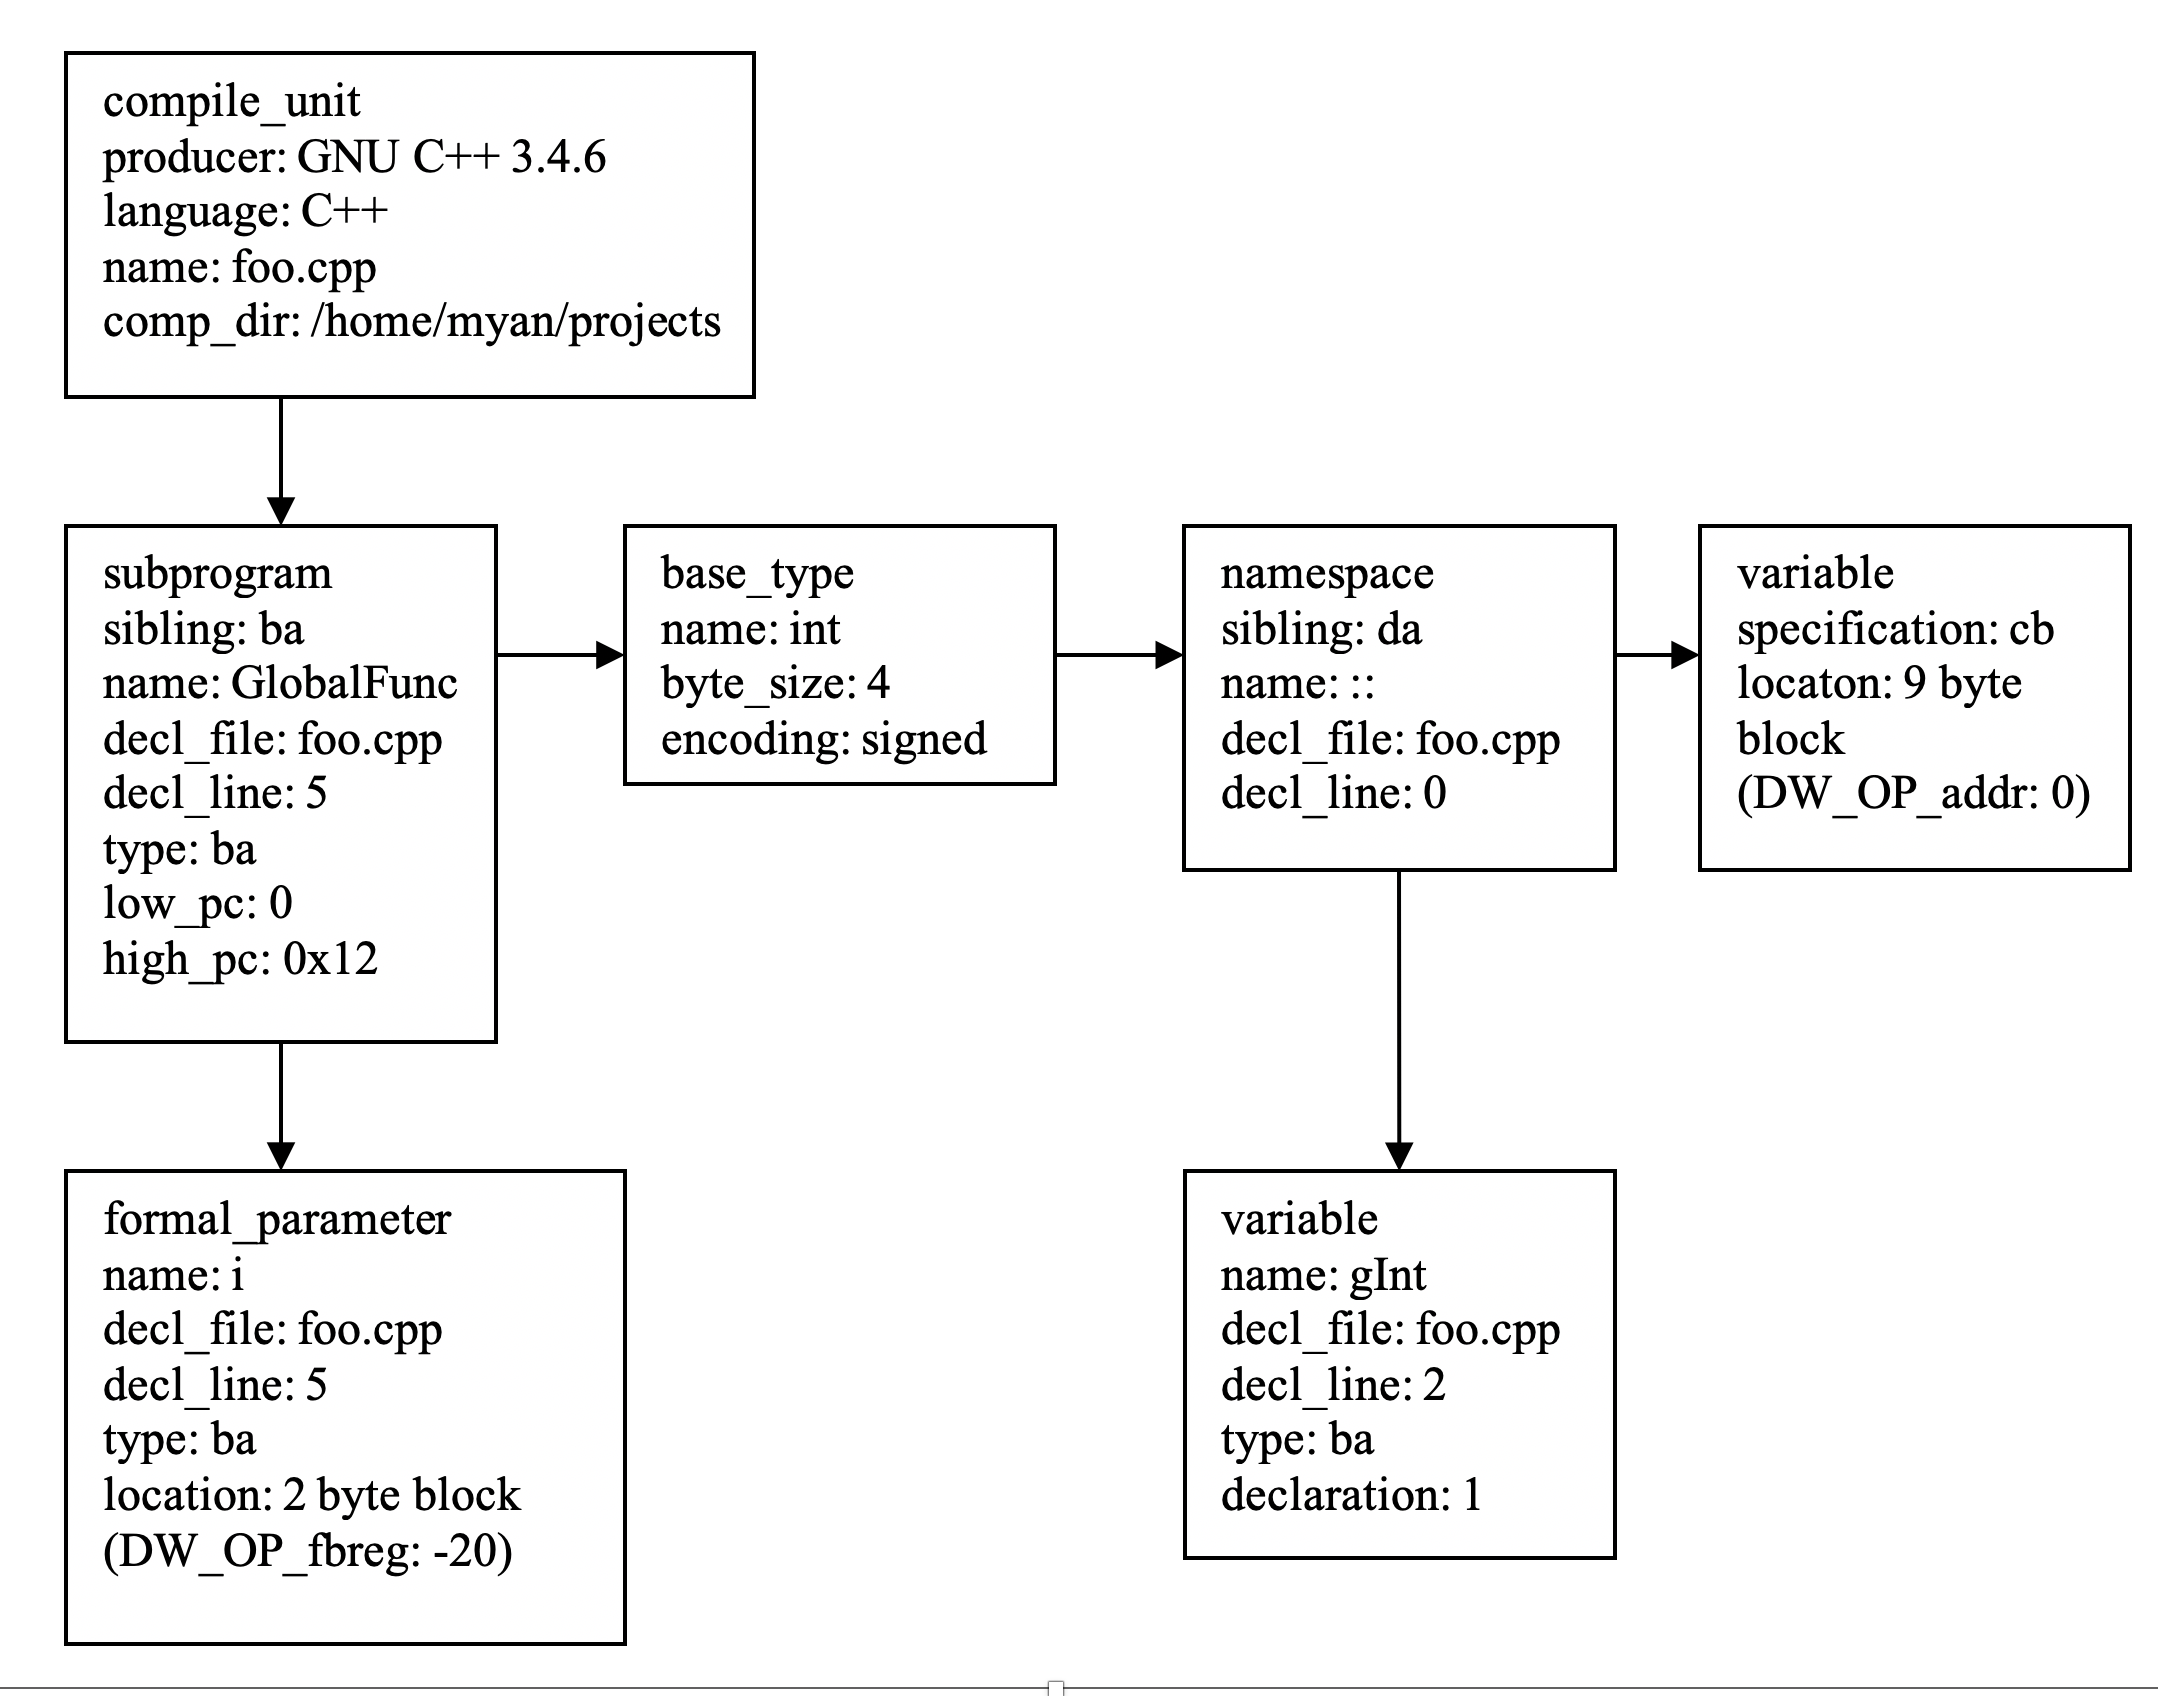 compile_unit
producer: GNU C++ 3.4.6
language: C++
name: foo.cpp
comp_dir: /home/myan/projects
subprogram
sibling: ba
name: GlobalFunc
decl_file: foo.cpp
decl_line: 5
type: ba
low_pc: 0
high_pc: 0x12
base_type
name: int
byte_size: 4
encoding: signed
namespace
sibling: da
name: ::
decl_file: foo.cpp
decl_line: 0
variable
specification: cb
locaton: 9 byte
block
(DW_OP_addr: 0)
formal_parameter
name: i
decl_file: foo.cpp
decl_line: 5
type: ba
location: 2 byte block
(DW_OP_fbreg: -20)
variable
name: gInt
decl_file: foo.cpp
decl_line: 2
type: ba
declaration: 1